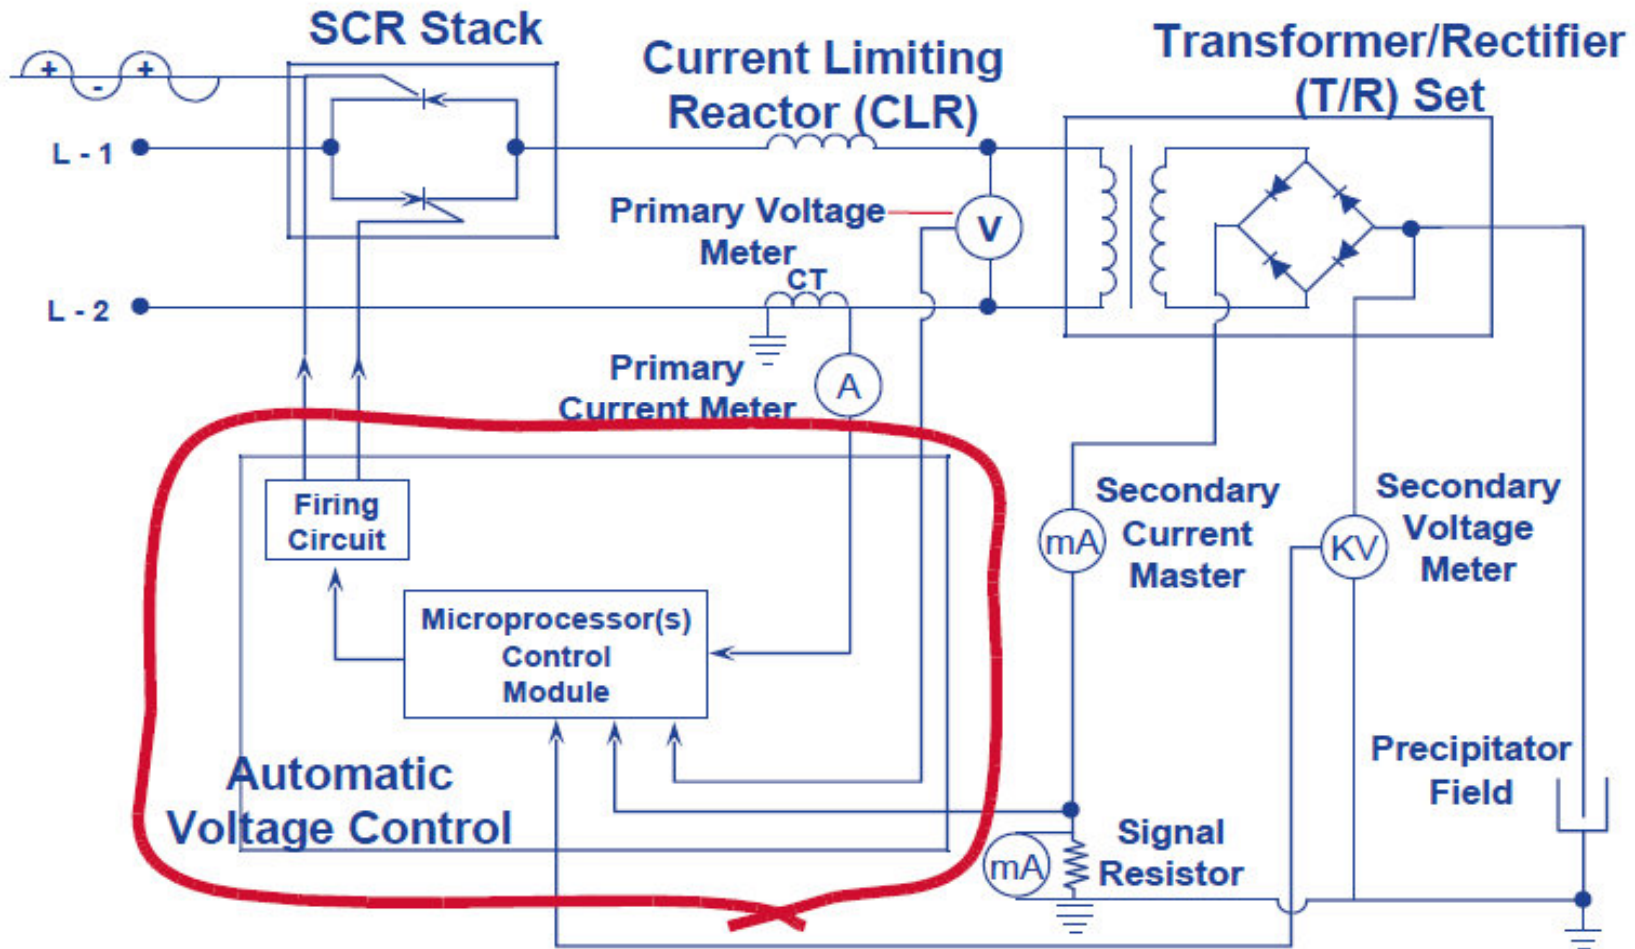 SCR Stack
Current Limiting
Reactor (CLR)
Transformer/Rectifier
(T/R) Set
+
-
+
L - 1
Primary Voltage
Meter
V
CT
L - 2
Primary
Current Meter
A
Firing
Circuit
Microprocessor(s)
Control
Module
Automatic
Voltage Control
mA
Secondary
Current
Master
KV
Secondary
Voltage
Meter
Precipitator
Field
mA
Signal
Resistor